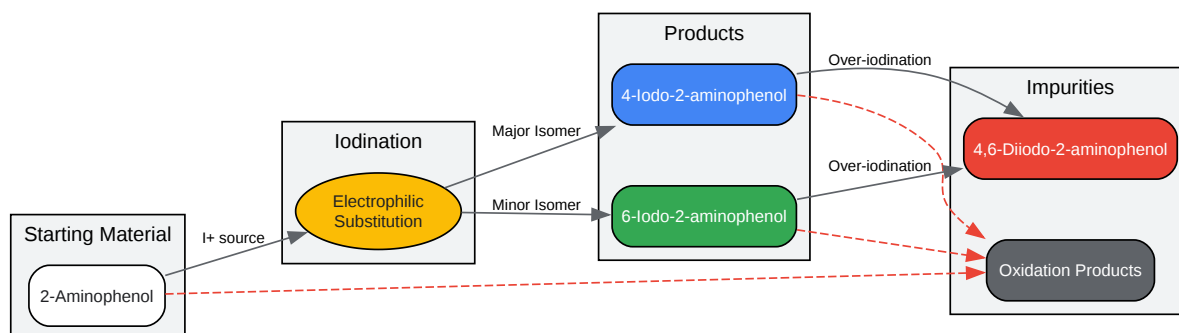 Starting Material
2-Aminophenol
I+ source
Iodination
Electrophilic
Substitution
Major Isomer
Minor Isomer
Products
4-Iodo-2-aminophenol
6-Iodo-2-aminophenol
Over-iodination
Over-iodination
Impurities
4,6-Diiodo-2-aminophenol
Oxidation Products